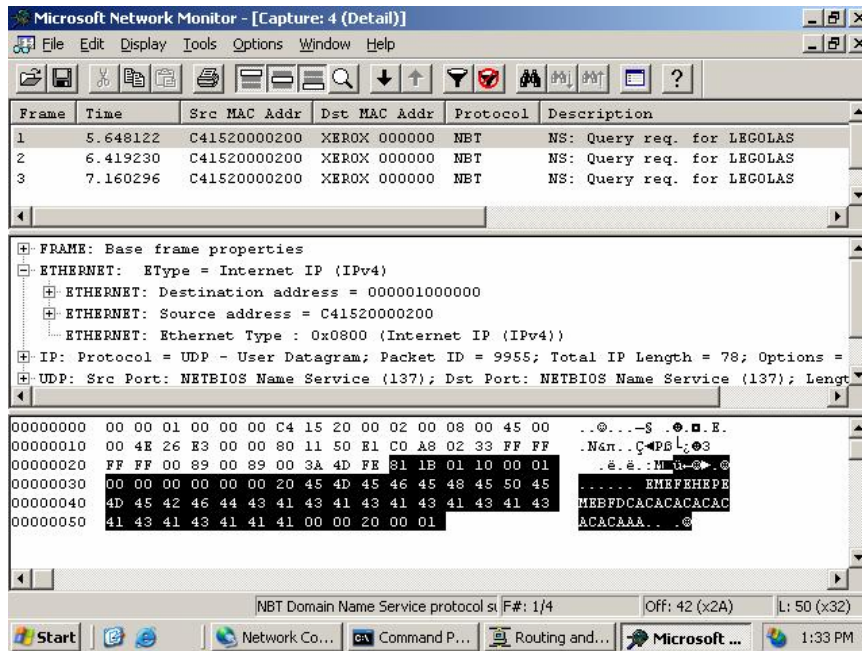 Microsoft Network Monitor - [Capture: 4 (Detail)]
File Edit Display Tools Options Window Help
Frame Time Src MAC Addr Dst MAC Addr Protocol Description
1 5.648122 C41520000200 XEROX 000000 NBT NS: Query req. for LEGOLAS
2 6.419230 C41520000200 XEROX 000000 NBT NS: Query req. for LEGOLAS
3 7.160296 C41520000200 XEROX 000000 NBT NS: Query req. for LEGOLAS
FRAME: Base frame properties
ETHERNET: EType = Internet IP (IPv4)
ETHERNET: Destination address = 000001000000
ETHERNET: Source address = C41520000200
ETHERNET: Ethernet Type : 0x0800 (Internet IP (IPv4))
IP: Protocol = UDP - User Datagram; Packet ID = 9955; Total IP Length = 78; Options =
UDP: Src Port: NETBIOS Name Service (137); Dst Port: NETBIOS Name Service (137); Lengt
00000000 00 00 01 00 00 00 C4 15 20 00 02 00 08 00 45 00 ..☺...─§ .☻.◘.E.
00000010 00 4E 26 E3 00 00 80 11 50 E1 C0 A8 02 33 FF FF .N&π..Ç◄Pß└¿☻3
00000020 FF FF 00 89 00 89 00 3A 4D FE 81 1B 01 10 00 01 .ë.ë.:M■ü←☺►.☺
00000030 00 00 00 00 00 00 20 45 4D 45 46 45 48 45 50 45 ...... EMEFEHEPE
00000040 4D 45 42 46 44 43 41 43 41 43 41 43 41 43 41 43 MEBFDCACACACACAC
00000050 41 43 41 43 41 41 41 00 00 20 00 01 ACACAAA.. .☺
NBT Domain Name Service protocol su F#: 1/4 Off: 42 (x2A) L: 50 (x32)
Start Network Co... Command P... Routing and... Microsoft ... 1:33 PM